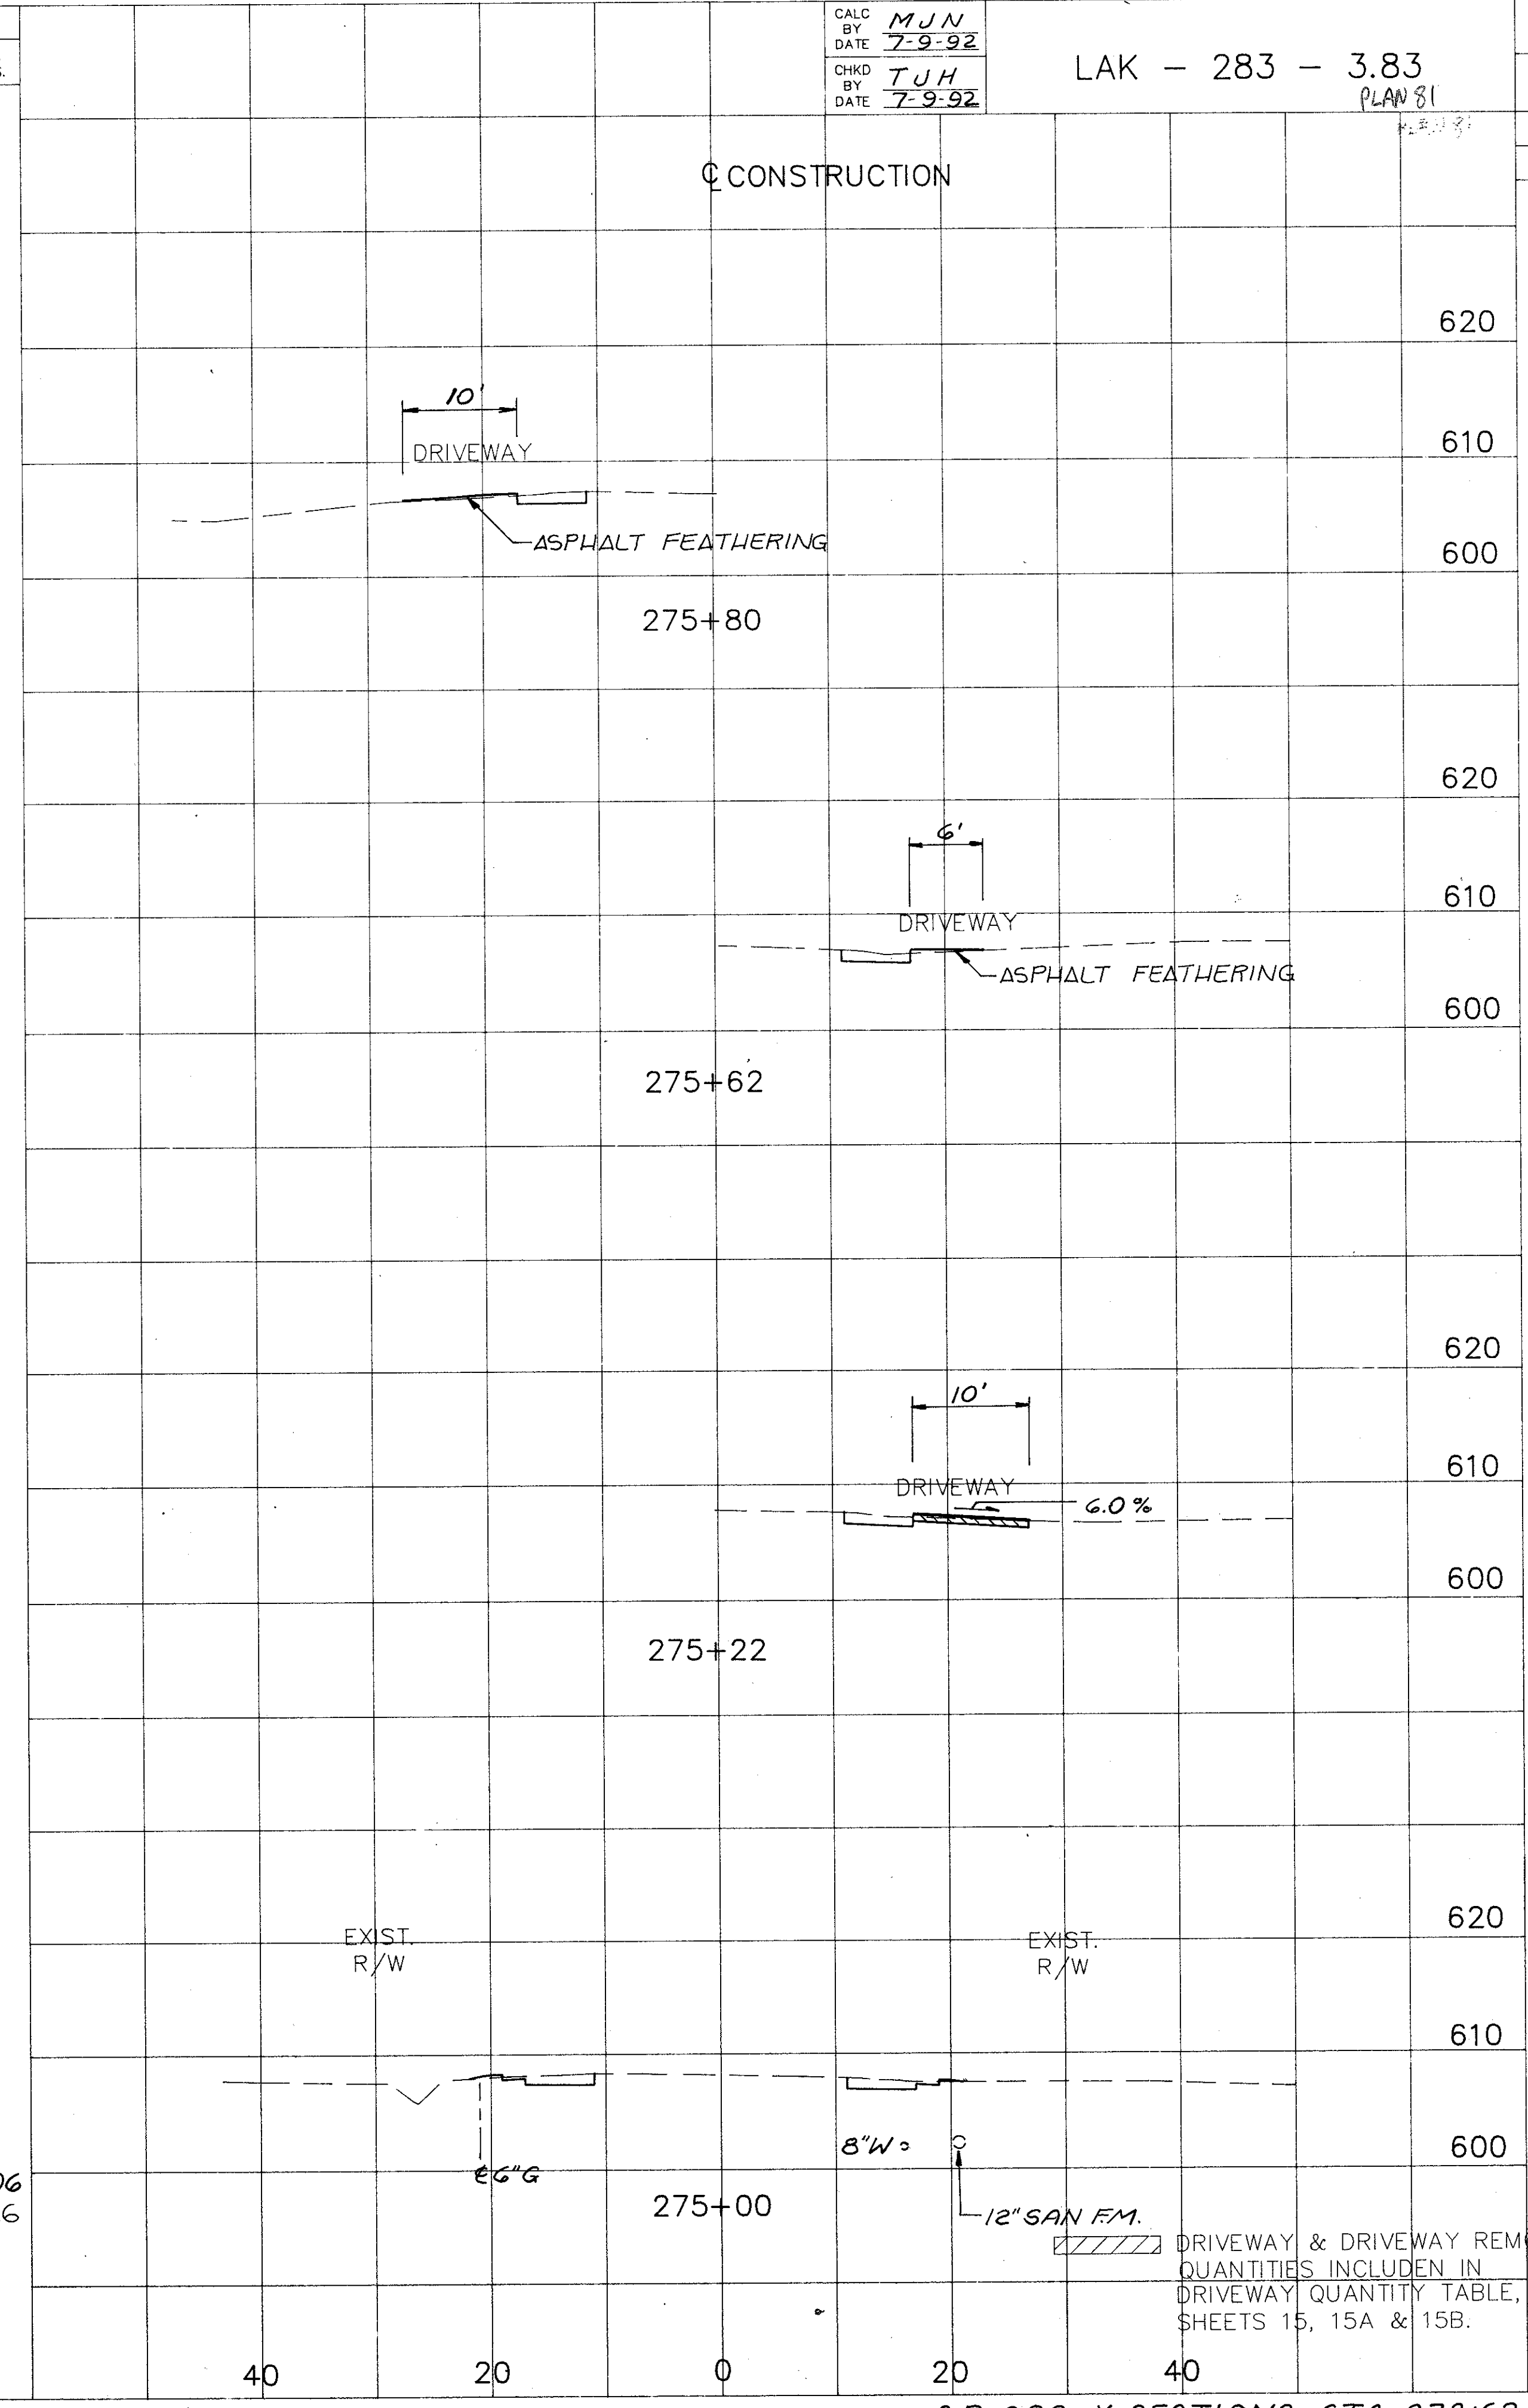 CALC BY MJN
DATE 7-9-92
CHKD BY TJH
DATE 7-9-92
LAK - 283 - 3.83
PLAN 81
℄ CONSTRUCTION
620
10'
DRIVEWAY
610
ASPHALT FEATHERING
600
275+80
620
6'
DRIVEWAY
610
ASPHALT FEATHERING
600
275+62
620
10'
DRIVEWAY
610
6.0%
600
275+22
620
EXIST. R/W
EXIST. R/W
610
8"W
600
℄ 6"G
275+00
12" SAN F.M.
DRIVEWAY & DRIVEWAY REM
QUANTITIES INCLUDEN IN
DRIVEWAY QUANTITY TABLE,
SHEETS 15, 15A & 15B.
40 20 0 20 40